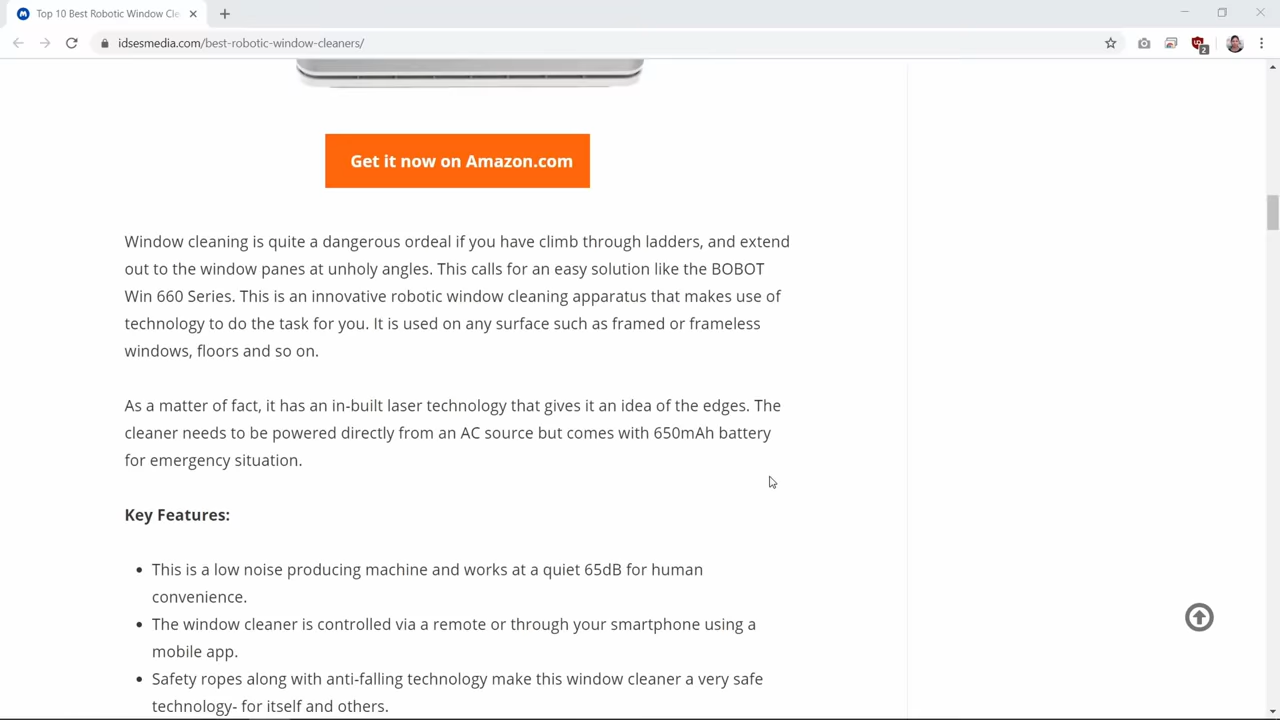 Top 10 Best Robotic Window Cle
idsesmedia.com/best-robotic-window-cleaners/
2
Get it now on Amazon.com
Window cleaning is quite a dangerous ordeal if you have climb through ladders, and extend
out to the window panes at unholy angles. This calls for an easy solution like the BOBOT
Win 660 Series. This is an innovative robotic window cleaning apparatus that makes use of
technology to do the task for you. It is used on any surface such as framed or frameless
windows, floors and so on.
As a matter of fact, it has an in-built laser technology that gives it an idea of the edges. The
cleaner needs to be powered directly from an AC source but comes with 650mAh battery
for emergency situation.
Key Features:
• This is a low noise producing machine and works at a quiet 65dB for human
convenience.
• The window cleaner is controlled via a remote or through your smartphone using a
mobile app.
• Safety ropes along with anti-falling technology make this window cleaner a very safe
technology- for itself and others.